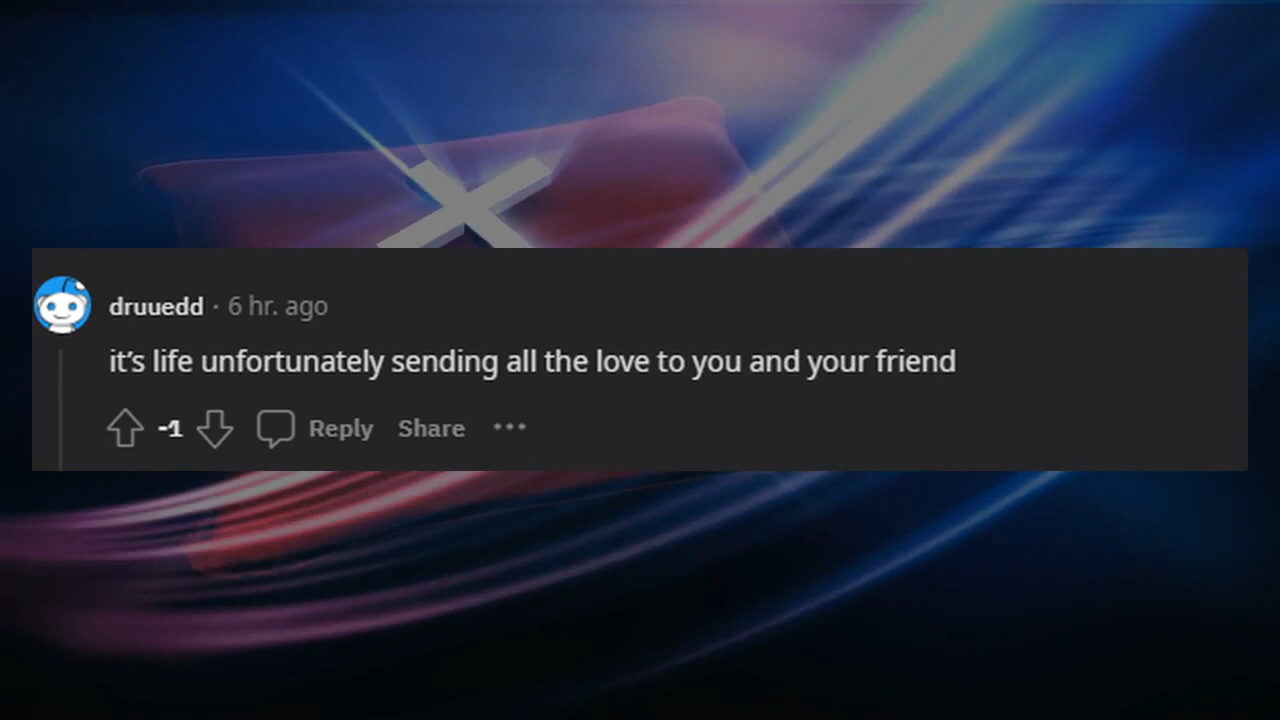 druuedd · 6 hr. ago
it’s life unfortunately sending all the love to you and your friend
-1 Reply Share ···